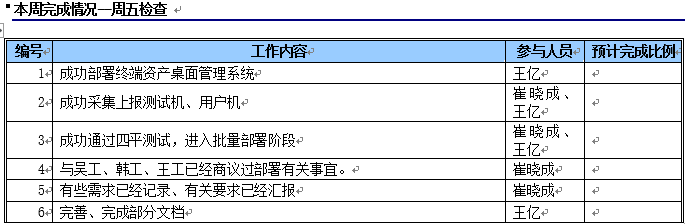 本周完成情况一周五检查
编号 工作内容 参与人员 预计完成比例
1 成功部署终端资产桌面管理系统 王亿
2 成功采集上报测试机、用户机 崔晓成、
王亿
3 成功通过四平测试，进入批量部署阶段 崔晓成、
王亿
4 与吴工、韩工、王工已经商议过部署有关事宜。 崔晓成
5 有些需求已经记录、有关要求已经汇报 崔晓成
6 完善、完成部分文档 王亿